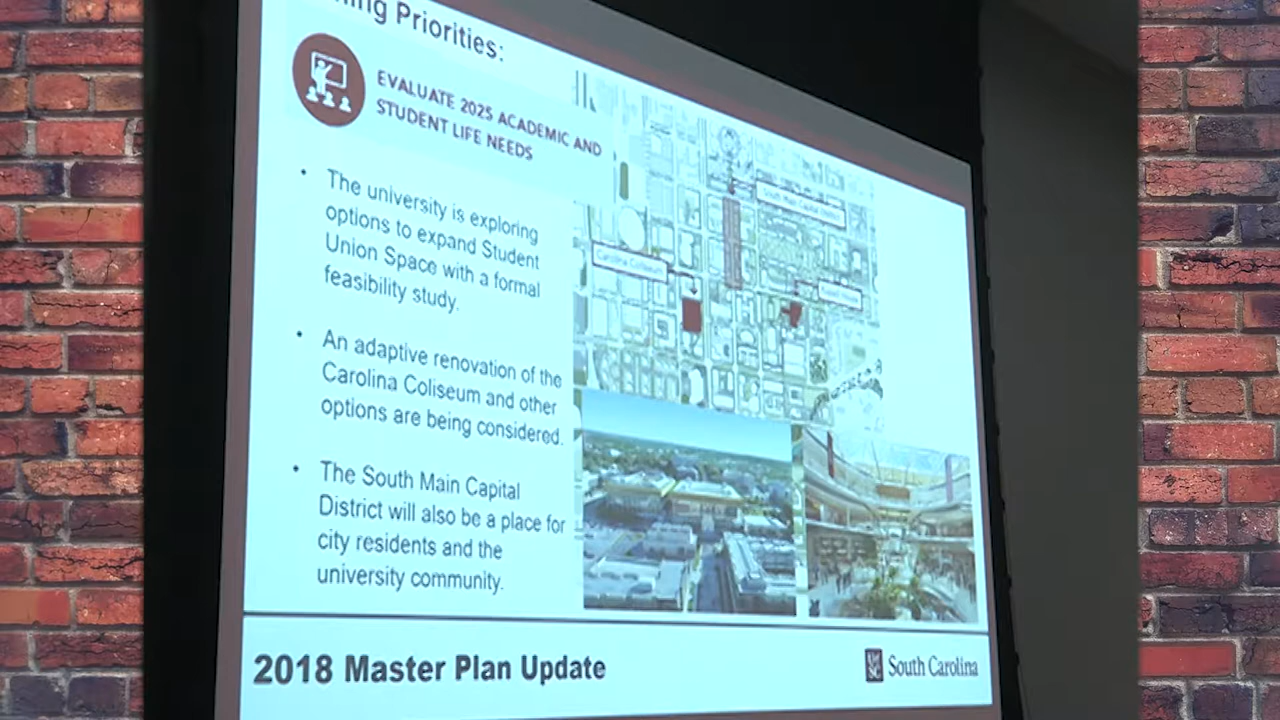 Priorities:
EVALUATE 2025 ACADEMIC AND
STUDENT LIFE NEEDS
• The university is exploring
options to expand Student
Union Space with a formal
feasibility study.
• An adaptive renovation of the
Carolina Coliseum and other
options are being considered.
• The South Main Capital
District will also be a place for
city residents and the
university community.
South Main Capital District
Carolina Coliseum
2018 Master Plan Update
South Carolina